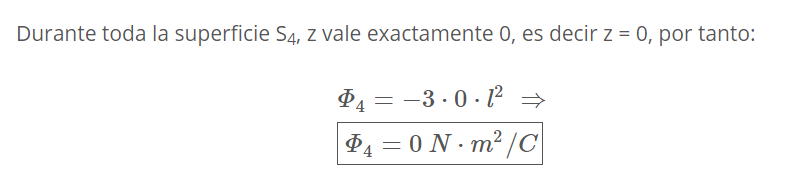 Durante toda la superficie S₄, z vale exactamente 0, es decir z = 0, por tanto:
Φ₄ = −3 · 0 · l² ⇒
Φ₄ = 0 N · m²/C